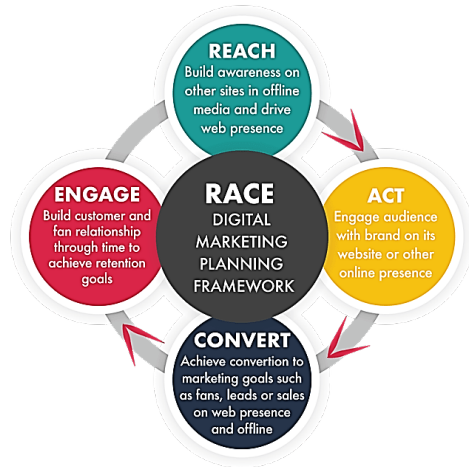 REACH
Build awareness on
other sites in offline
media and drive
web presence
ENGAGE
Build customer and
fan relationship
through time to
achieve retention
goals
RACE
DIGITAL
MARKETING
PLANNING
FRAMEWORK
ACT
Engage audience
with brand on its
website or other
online presence
CONVERT
Achieve convertion to
marketing goals such
as fans, leads or sales
on web presence
and offline